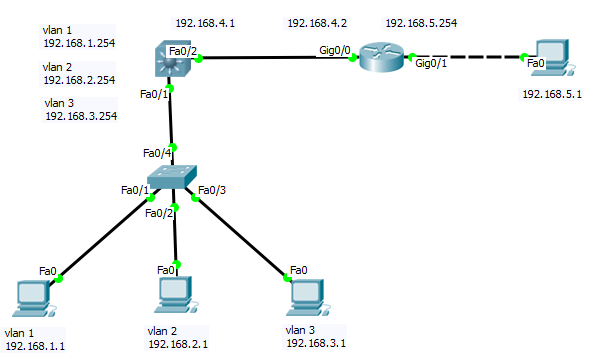 vlan 1
192.168.1.254
vlan 2
192.168.2.254
vlan 3
192.168.3.254
192.168.4.1
192.168.4.2
192.168.5.254
Fa0/2
Gig0/0
Gig0/1
Fa0
192.168.5.1
Fa0/1
Fa0/4
Fa0/1
Fa0/2
Fa0/3
Fa0
Fa0
Fa0
vlan 1
192.168.1.1
vlan 2
192.168.2.1
vlan 3
192.168.3.1